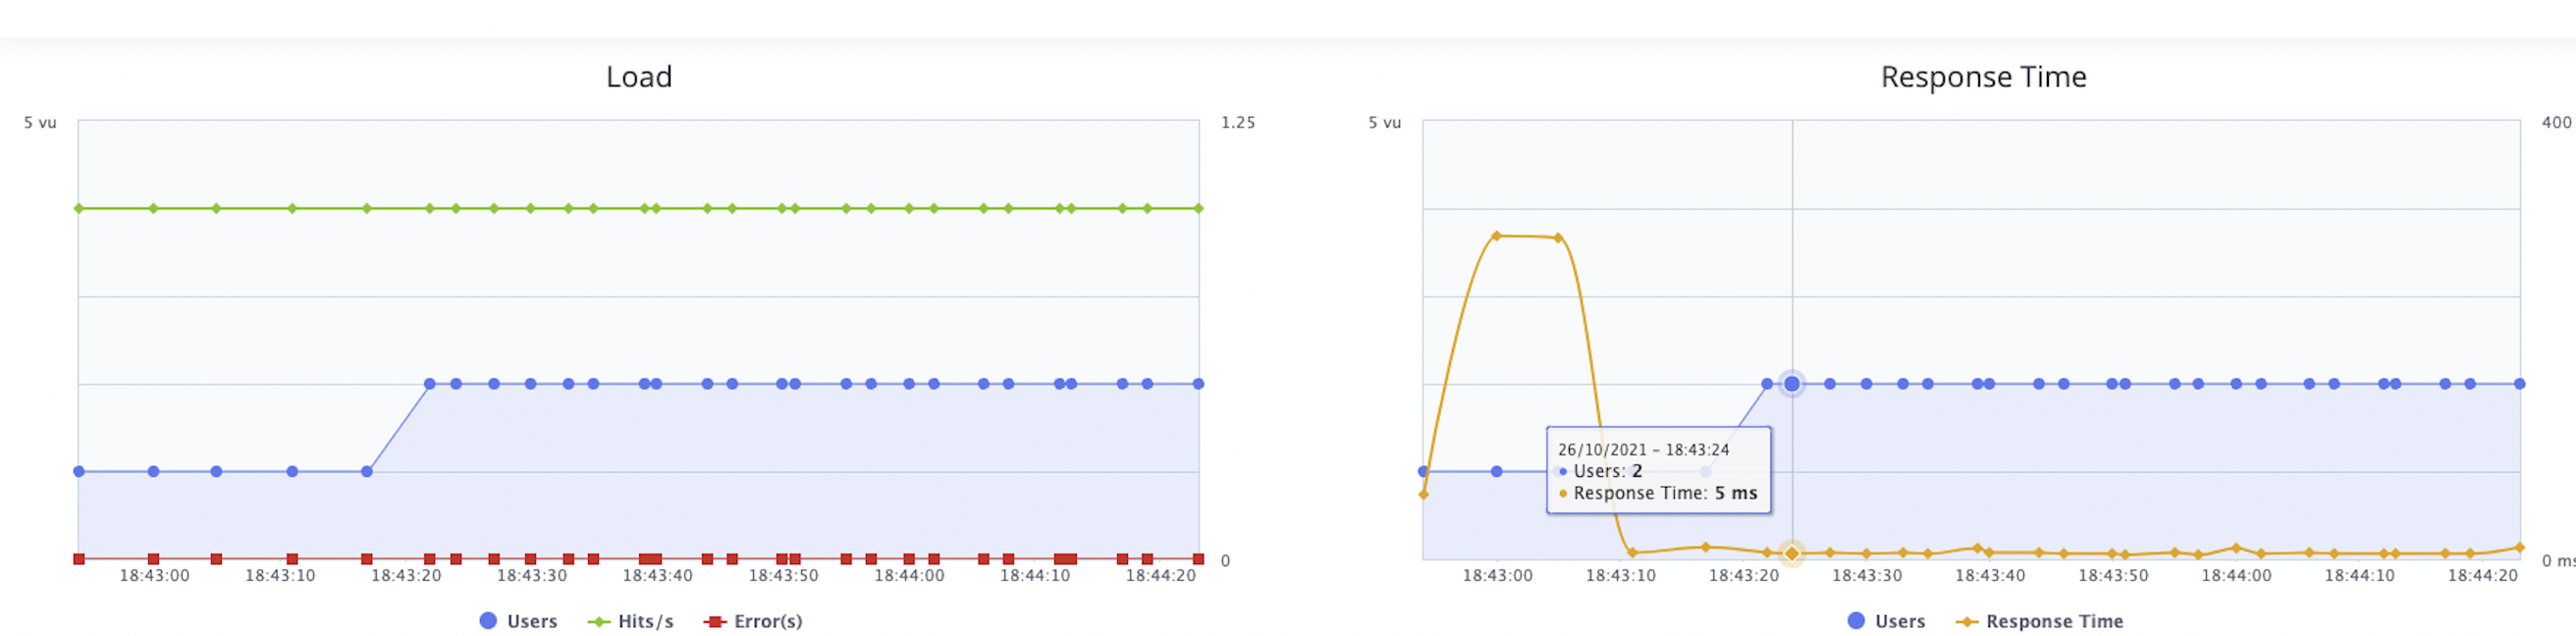 Load
5 vu
1.25
0
18:43:00 18:43:10 18:43:20 18:43:30 18:43:40 18:43:50 18:44:00 18:44:10 18:44:20
Users Hits/s Error(s)
Response Time
5 vu
400
26/10/2021 – 18:43:24
Users: 2
Response Time: 5 ms
0 ms
18:43:00 18:43:10 18:43:20 18:43:30 18:43:40 18:43:50 18:44:00 18:44:10 18:44:20
Users Response Time